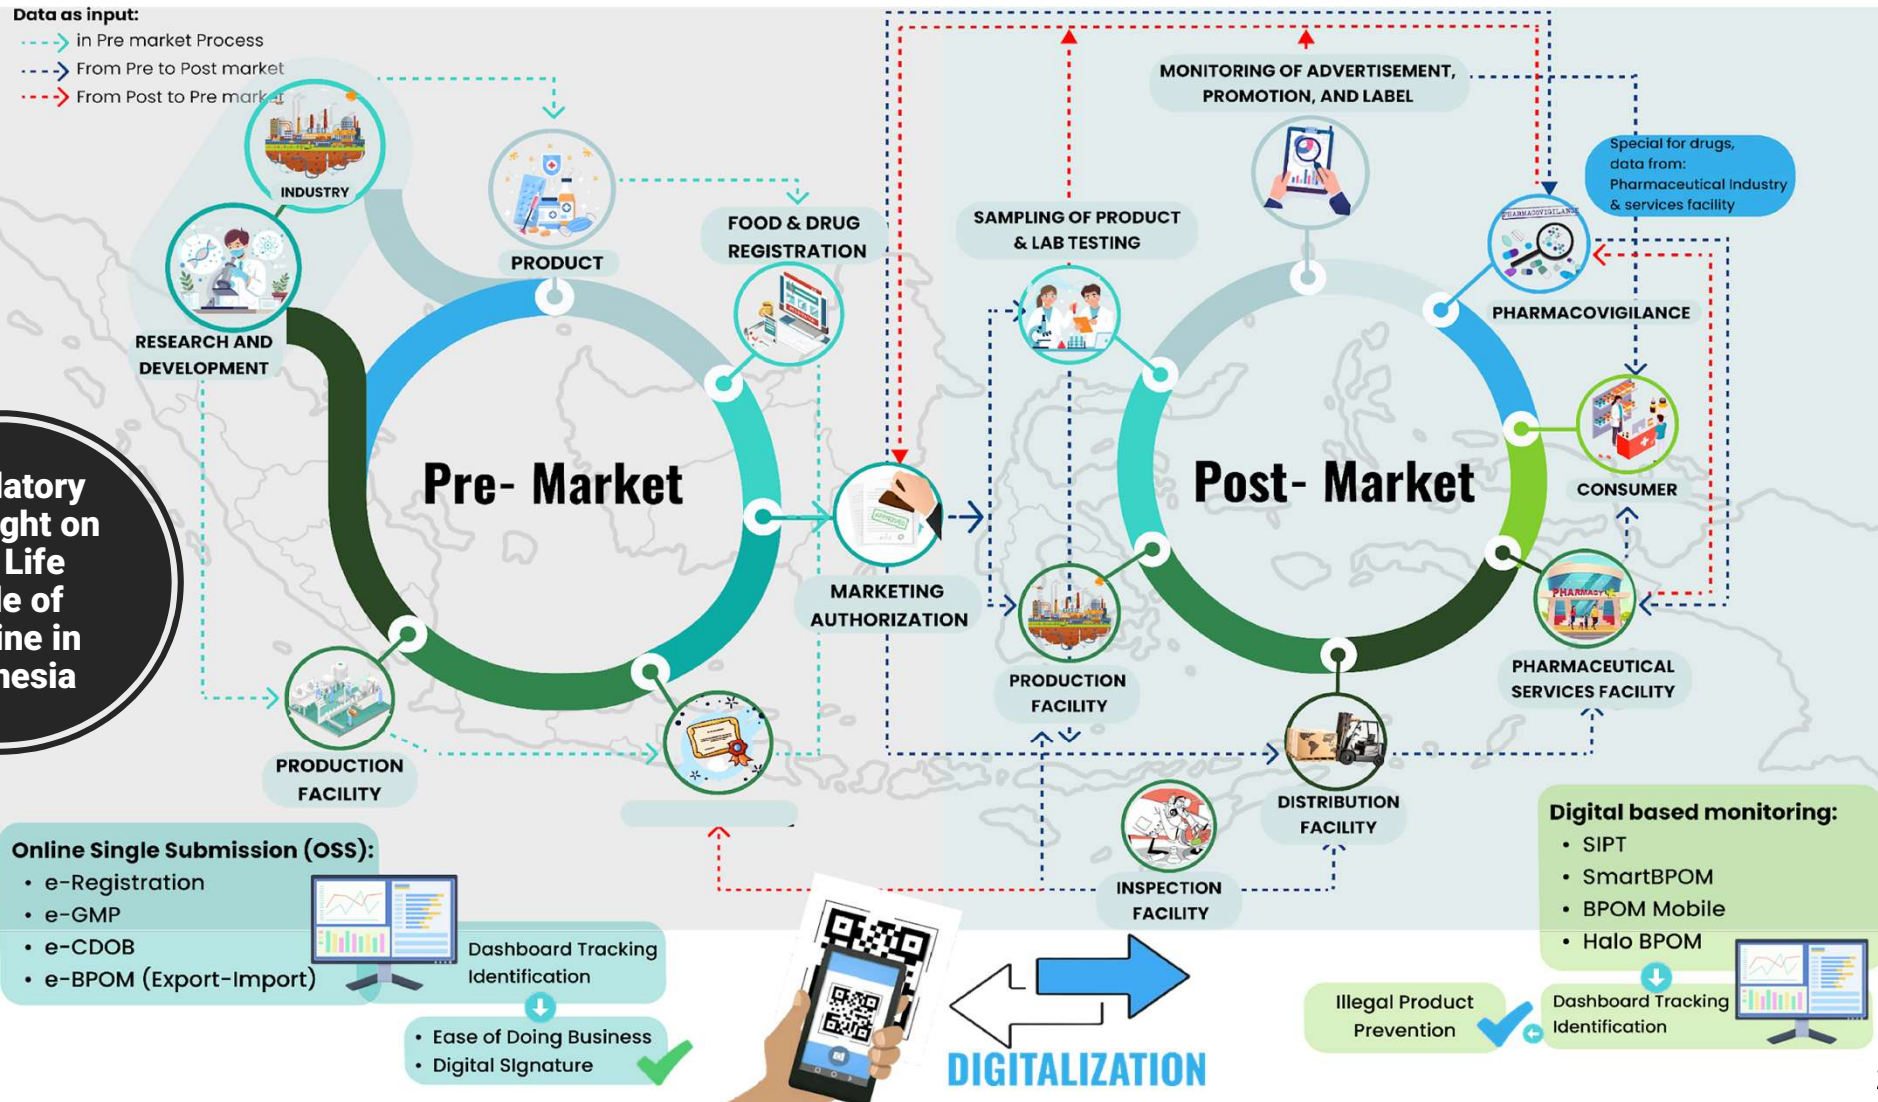 Data as input:
in Pre market Process
From Pre to Post market
From Post to Pre market
INDUSTRY
RESEARCH AND
DEVELOPMENT
PRODUCT
FOOD & DRUG
REGISTRATION
Pre- Market
PRODUCTION
FACILITY
MARKETING
AUTHORIZATION
APPROVED
latory
ght on
Life
le of
ine in
nesia
MONITORING OF ADVERTISEMENT,
PROMOTION, AND LABEL
SAMPLING OF PRODUCT
& LAB TESTING
Special for drugs,
data from:
Pharmaceutical Industry
& services facility
PHARMACOVIGILANCE
PHARMACOVIGILANCE
Post- Market
CONSUMER
PHARMACY
PHARMACEUTICAL
SERVICES FACILITY
PRODUCTION
FACILITY
DISTRIBUTION
FACILITY
INSPECTION
FACILITY
Online Single Submission (OSS):
• e-Registration
• e-GMP
• e-CDOB
• e-BPOM (Export-Import)
Dashboard Tracking
Identification
• Ease of Doing Business
• Digital SIgnature
DIGITALIZATION
Digital based monitoring:
• SIPT
• SmartBPOM
• BPOM Mobile
• Halo BPOM
Dashboard Tracking
Identification
Illegal Product
Prevention